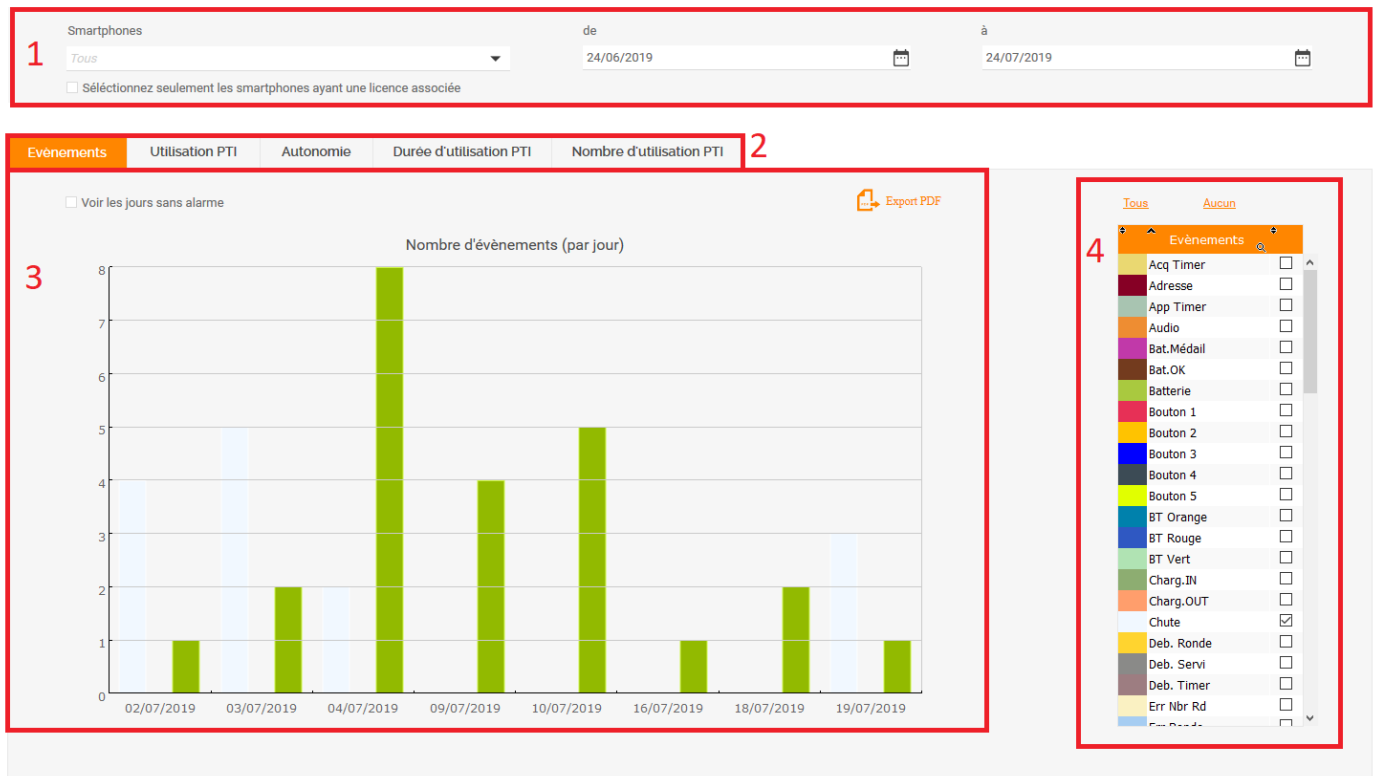 Smartphones
de
à
1
Tous
24/06/2019
24/07/2019
Séléctionnez seulement les smartphones ayant une licence associée
Evènements
Utilisation PTI
Autonomie
Durée d'utilisation PTI
Nombre d'utilisation PTI
2
Voir les jours sans alarme
Export PDF
3
Nombre d'évènements (par jour)
8
7
6
5
4
3
2
1
0
02/07/2019
03/07/2019
04/07/2019
09/07/2019
10/07/2019
16/07/2019
18/07/2019
19/07/2019
4
Tous
Aucun
Evènements
Acq Timer
Adresse
App Timer
Audio
Bat.Médail
Bat.OK
Batterie
Bouton 1
Bouton 2
Bouton 3
Bouton 4
Bouton 5
BT Orange
BT Rouge
BT Vert
Charg.IN
Charg.OUT
Chute
Deb. Ronde
Deb. Servi
Deb. Timer
Err Nbr Rd